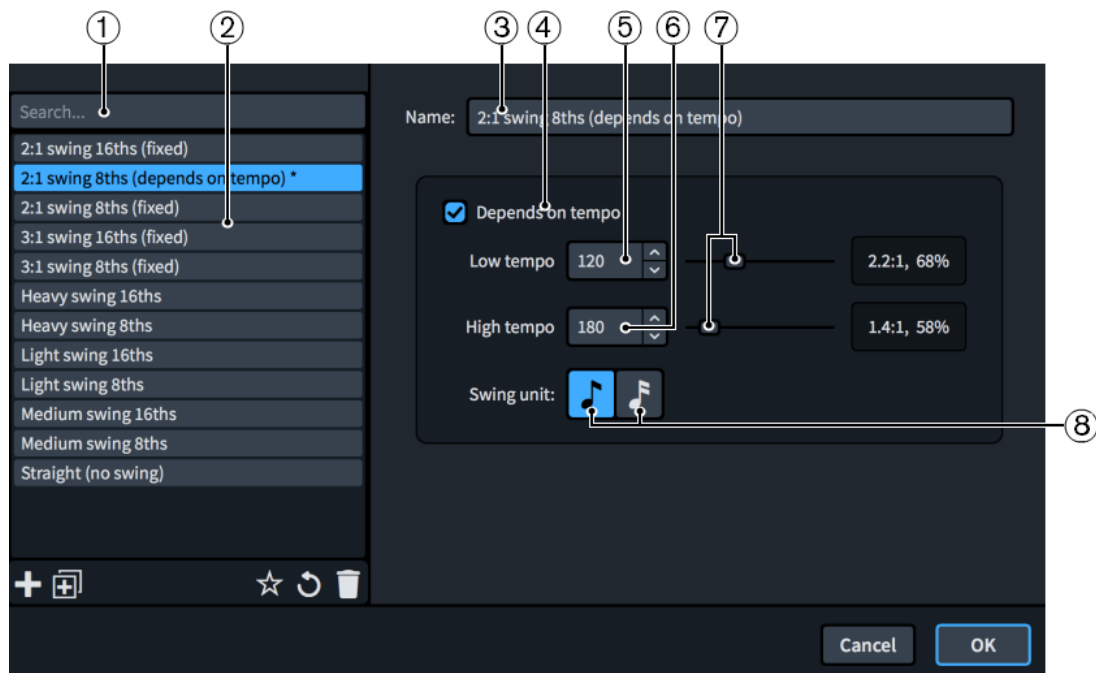 ① ② ③ ④ ⑤ ⑥ ⑦
Search...
2:1 swing 16ths (fixed)
2:1 swing 8ths (depends on tempo) *
2:1 swing 8ths (fixed)
3:1 swing 16ths (fixed)
3:1 swing 8ths (fixed)
Heavy swing 16ths
Heavy swing 8ths
Light swing 16ths
Light swing 8ths
Medium swing 16ths
Medium swing 8ths
Straight (no swing)
Name: 2:1 swing 8ths (depends on tempo)
Depends on tempo
Low tempo 120 2.2:1, 68%
High tempo 180 1.4:1, 58%
Swing unit:
⑧
Cancel OK